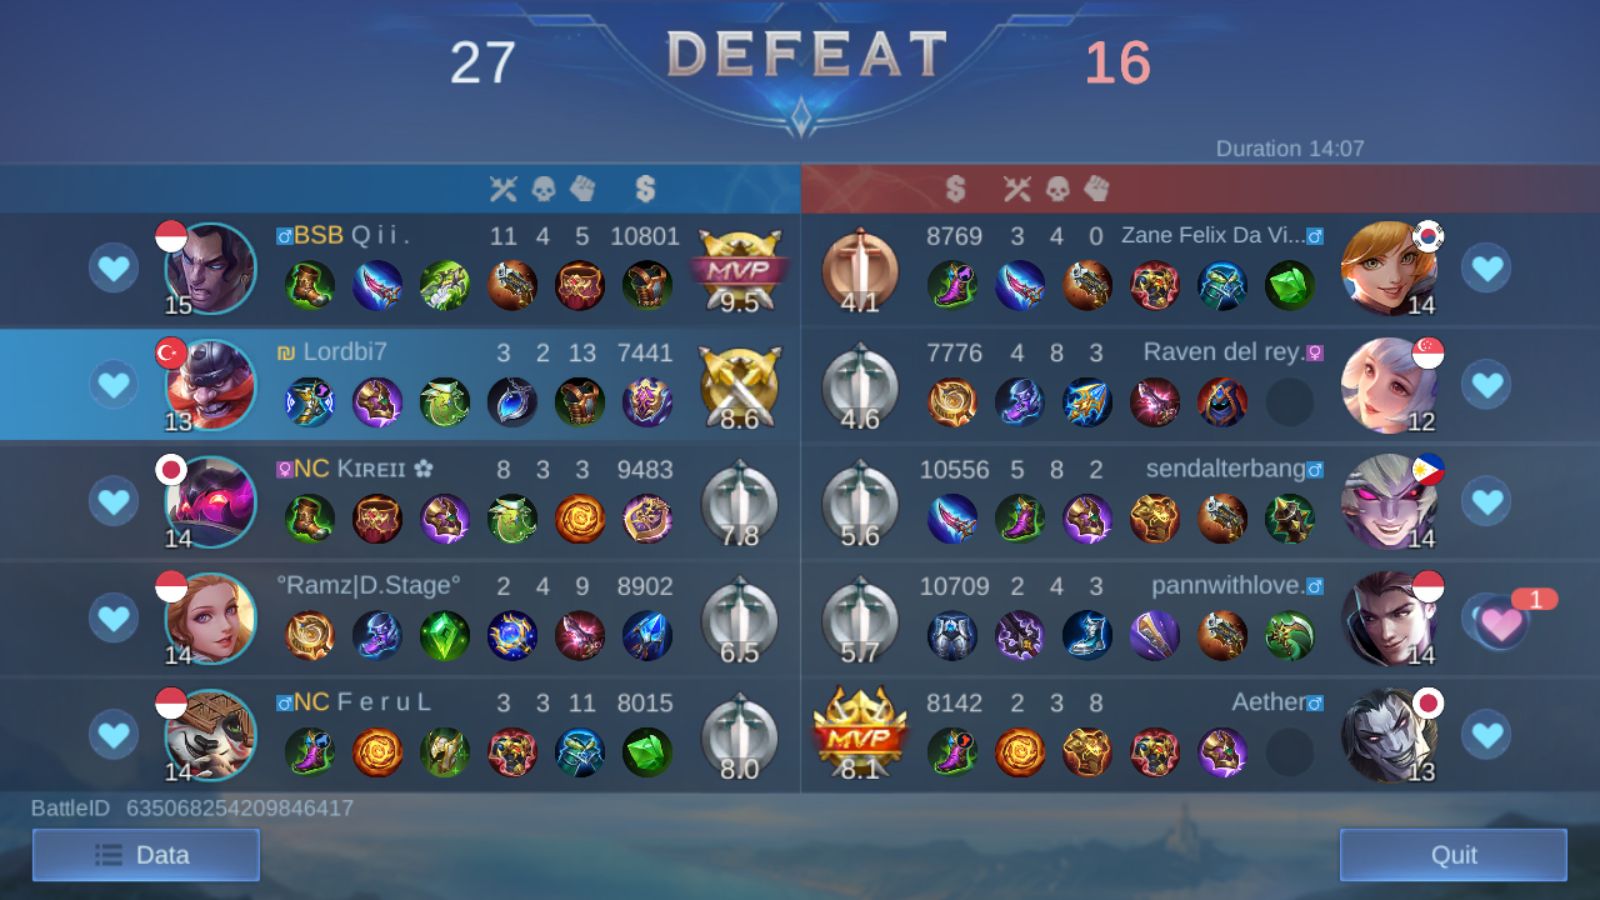 27 DEFEAT 16
Duration 14:07
BSB Q i i . 11 4 5 10801
15 MVP 9.5
8769 3 4 0 Zane Felix Da Vi...
4.1 14
Lordbi7 3 2 13 7441
13 8.6
7776 4 8 3 Raven del rey.
4.6 12
NC KIREII ✿ 8 3 3 9483
14 7.8
10556 5 8 2 sendalterbang
5.6 14
°Ramz|D.Stage° 2 4 9 8902
14 6.5
10709 2 4 3 pannwithlove.
5.7 14 1
NC F e r u L 3 3 11 8015
14 8.0
8142 2 3 8 Aether
MVP 8.1 13
BattleID 635068254209846417
Data Quit